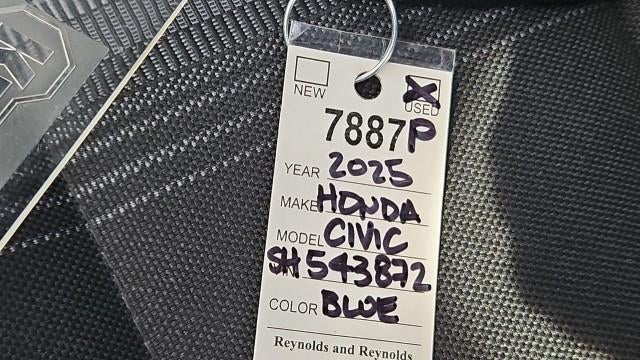 NEW
USED
7887P
YEAR 2025
MAKE HONDA
MODEL CIVIC
SH543872
COLOR BLUE
Reynolds and Reynolds